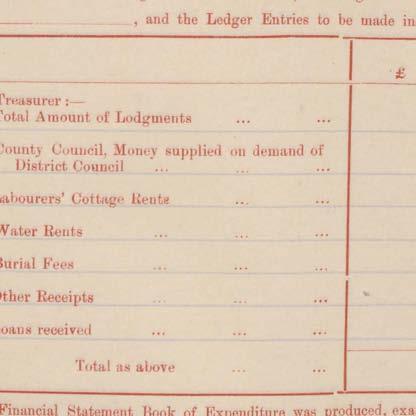 , and the Ledger Entries to be made in
£
Treasurer :—
Total Amount of Lodgments ... ...
County Council, Money supplied on demand of
District Council ... ... ...
Labourers' Cottage Rents ... ...
Water Rents ... ... ...
Burial Fees ... ... ...
Other Receipts ... ... ...
Loans received ... ... ...
Total as above ... ...
Financial Statement Book of Expenditure was produced, exa